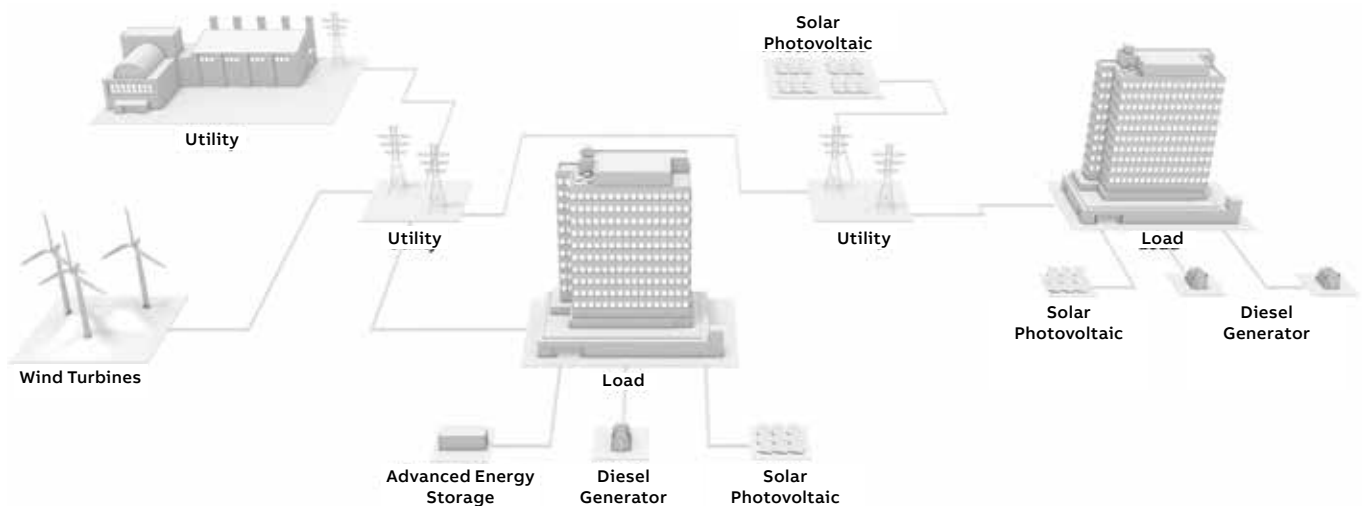 Solar
Photovoltaic
Utility
Utility
Utility
Load
Wind Turbines
Load
Solar
Photovoltaic
Diesel
Generator
Advanced Energy
Storage
Diesel
Generator
Solar
Photovoltaic